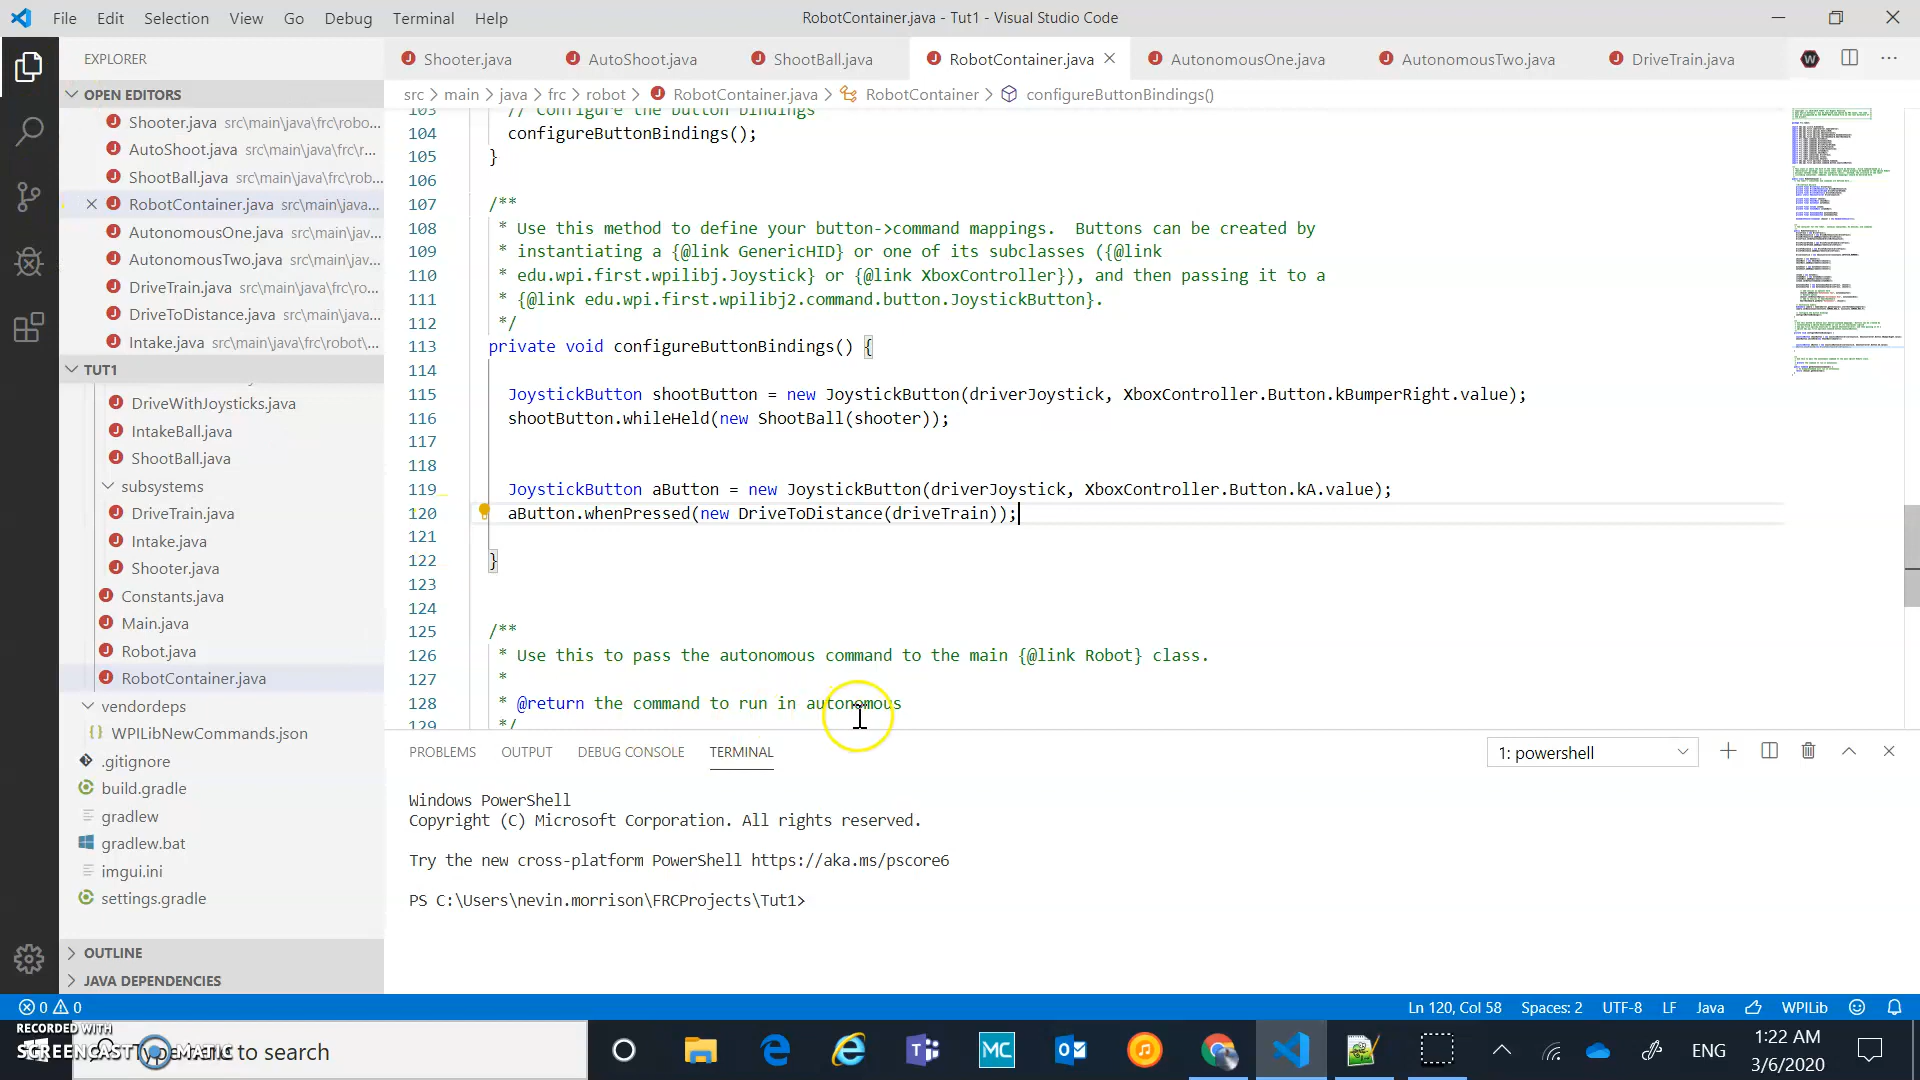 File Edit Selection View Go Debug Terminal Help
RobotContainer.java - Tut1 - Visual Studio Code
EXPLORER
Shooter.java AutoShoot.java ShootBall.java RobotContainer.java AutonomousOne.java AutonomousTwo.java DriveTrain.java
OPEN EDITORS
src > main > java > frc > robot > RobotContainer.java > RobotContainer > configureButtonBindings()
Shooter.java src\main\java\frc\robo...
AutoShoot.java src\main\java\frc\r...
ShootBall.java src\main\java\frc\rob...
RobotContainer.java src\main\java...
AutonomousOne.java src\main\java...
AutonomousTwo.java src\main\java...
DriveTrain.java src\main\java\frc\ro...
DriveToDistance.java src\main\java...
Intake.java src\main\java\frc\robot\...
TUT1
DriveWithJoysticks.java
IntakeBall.java
ShootBall.java
subsystems
DriveTrain.java
Intake.java
Shooter.java
Constants.java
Main.java
Robot.java
RobotContainer.java
vendordeps
{} WPILibNewCommands.json
.gitignore
build.gradle
gradlew
gradlew.bat
imgui.ini
settings.gradle
OUTLINE
JAVA DEPENDENCIES
103 // Configure the button bindings
104 configureButtonBindings();
105 }
106
107 /**
108 * Use this method to define your button->command mappings.  Buttons can be created by
109 * instantiating a {@link GenericHID} or one of its subclasses ({@link
110 * edu.wpi.first.wpilibj.Joystick} or {@link XboxController}), and then passing it to a
111 * {@link edu.wpi.first.wpilibj2.command.button.JoystickButton}.
112 */
113 private void configureButtonBindings() {
114
115 JoystickButton shootButton = new JoystickButton(driverJoystick, XboxController.Button.kBumperRight.value);
116 shootButton.whileHeld(new ShootBall(shooter));
117
118
119 JoystickButton aButton = new JoystickButton(driverJoystick, XboxController.Button.kA.value);
120 aButton.whenPressed(new DriveToDistance(driveTrain));
121
122 }
123
124
125 /**
126 * Use this to pass the autonomous command to the main {@link Robot} class.
127 *
128 * @return the command to run in autonomous
129 */
PROBLEMS OUTPUT DEBUG CONSOLE TERMINAL 1: powershell
Windows PowerShell
Copyright (C) Microsoft Corporation. All rights reserved.
Try the new cross-platform PowerShell https://aka.ms/pscore6
PS C:\Users\nevin.morrison\FRCProjects\Tut1>
0 0 Ln 120, Col 58 Spaces: 2 UTF-8 LF Java WPILib
RECORDED WITH
SCREENCAST MATIC
Type here to search
ENG
1:22 AM
3/6/2020